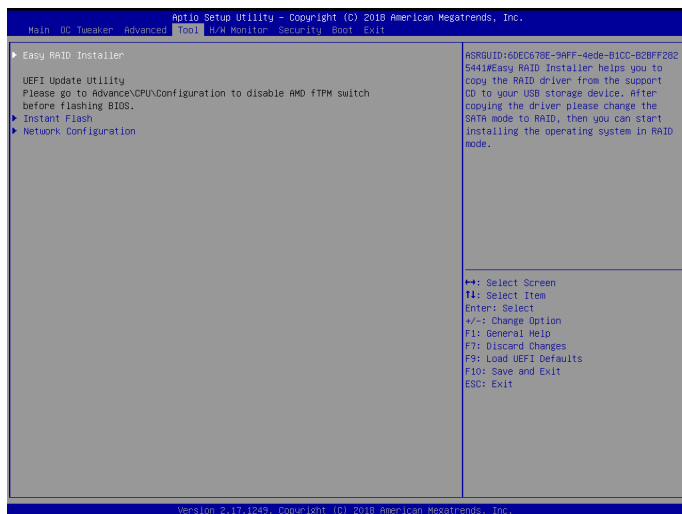 Aptio Setup Utility – Copyright (C) 2018 American Megatrends, Inc.
Main OC Tweaker Advanced Tool H/W Monitor Security Boot Exit
Easy RAID Installer
UEFI Update Utility
Please go to Advance\CPU\Configuration to disable AMD fTPM switch
before flashing BIOS.
Instant Flash
Network Configuration
ASRGUID:6DEC678E-9AFF-4ede-B1CC-B2BFF282
5441#Easy RAID Installer helps you to
copy the RAID driver from the support
CD to your USB storage device. After
copying the driver please change the
SATA mode to RAID, then you can start
installing the operating system in RAID
mode.
↔: Select Screen
↑↓: Select Item
Enter: Select
+/-: Change Option
F1: General Help
F7: Discard Changes
F9: Load UEFI Defaults
F10: Save and Exit
ESC: Exit
Version 2.17.1249. Copyright (C) 2018 American Megatrends, Inc.